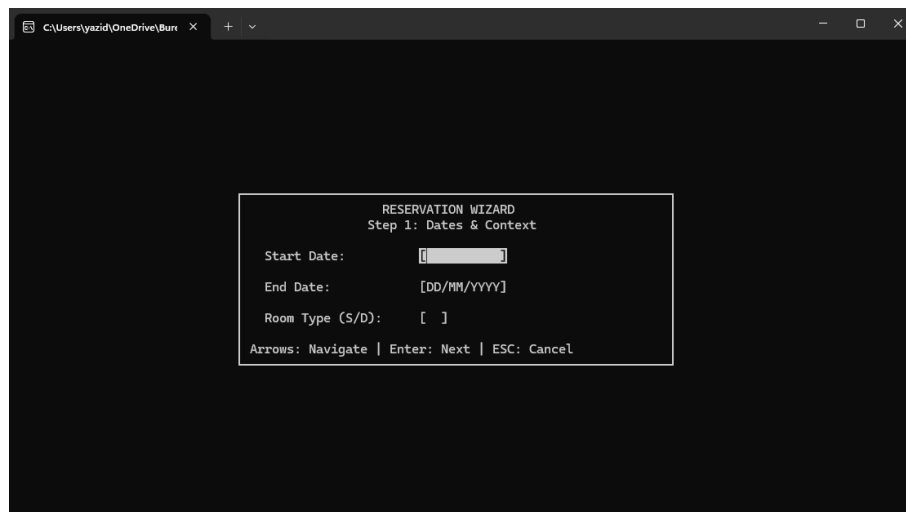 C:\Users\yazid\OneDrive\Bure
RESERVATION WIZARD
Step 1: Dates & Context
Start Date: [ ]
End Date: [DD/MM/YYYY]
Room Type (S/D): [ ]
Arrows: Navigate | Enter: Next | ESC: Cancel